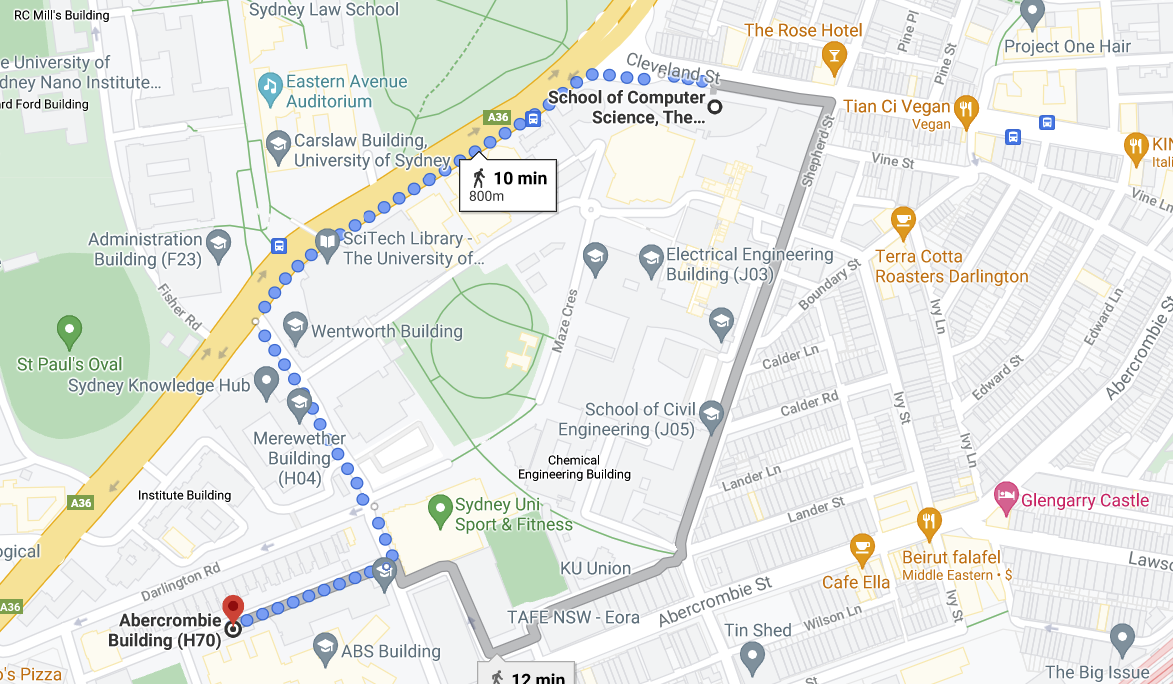 RC Mill's Building
Sydney Law School
The Rose Hotel
Pine Pl
Pine St
Project One Hair
e University of
dney Nano Institute...
ard Ford Building
Eastern Avenue
Auditorium
Cleveland St
School of Computer
Science, The...
A36
Tian Ci Vegan
Vegan
Carslaw Building,
University of Sydney
KIN
Itali
Shepherd St
Vine St
Vine Ln
10 min
800m
Administration
Building (F23)
SciTech Library -
The University of...
Electrical Engineering
Building (J03)
Terra Cotta
Roasters Darlington
Boundary St
Fisher Rd
Maze Cres
Ivy Ln
Edward Ln
Abercrombie St
Wentworth Building
St Paul's Oval
Sydney Knowledge Hub
Calder Ln
Edward St
Calder Rd
Ivy St
School of Civil
Engineering (J05)
Merewether
Building
(H04)
Chemical
Engineering Building
Ivy Ln
Lander Ln
Institute Building
A36
Sydney Uni
Sport & Fitness
Lander St
Glengarry Castle
ogical
Darlington Rd
KU Union
Beirut falafel
Middle Eastern • $
Cafe Ella
Laws
A36
Abercrombie St
Abercrombie
Building (H70)
TAFE NSW - Eora
Wilson Ln
Ivy St
Tin Shed
ABS Building
o's Pizza
12 min
The Big Issue